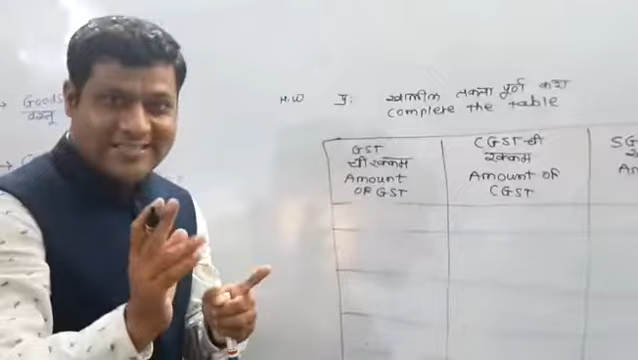 Goods
वस्तू
H.W प्र: खालील तक्ता पूर्ण करा
Complete the table
GST
ची रक्कम
Amount
OF GST
CGST ची
रक्कम
Amount OF
CGST